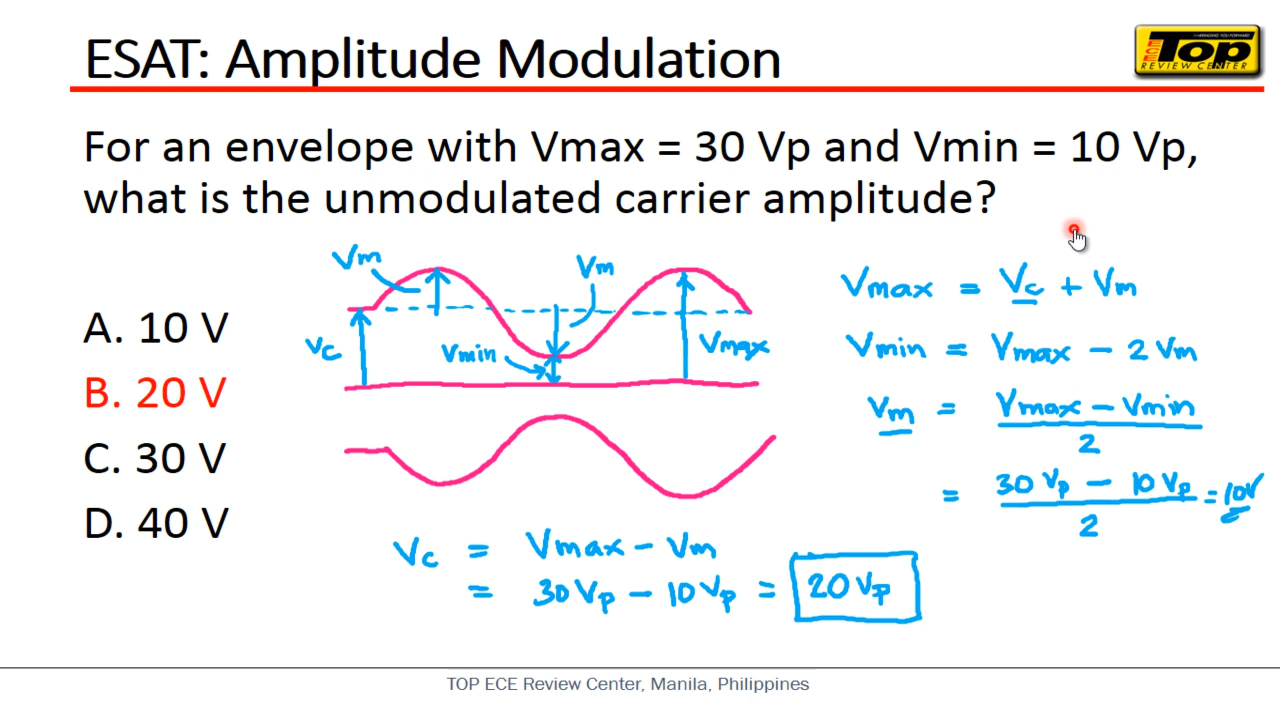 ESAT: Amplitude Modulation
ECE
Top
REVIEW CENTER
For an envelope with Vmax = 30 Vp and Vmin = 10 Vp,
what is the unmodulated carrier amplitude?
A. 10 V
B. 20 V
C. 30 V
D. 40 V
Vm
Vm
Vc
Vmin
Vmax
Vmax = Vc + Vm
Vmin = Vmax - 2 Vm
Vm = Vmax - Vmin
2
= 30 Vp - 10 Vp = 10V
2
Vc = Vmax - Vm
= 30 Vp - 10 Vp = 20 Vp
TOP ECE Review Center, Manila, Philippines